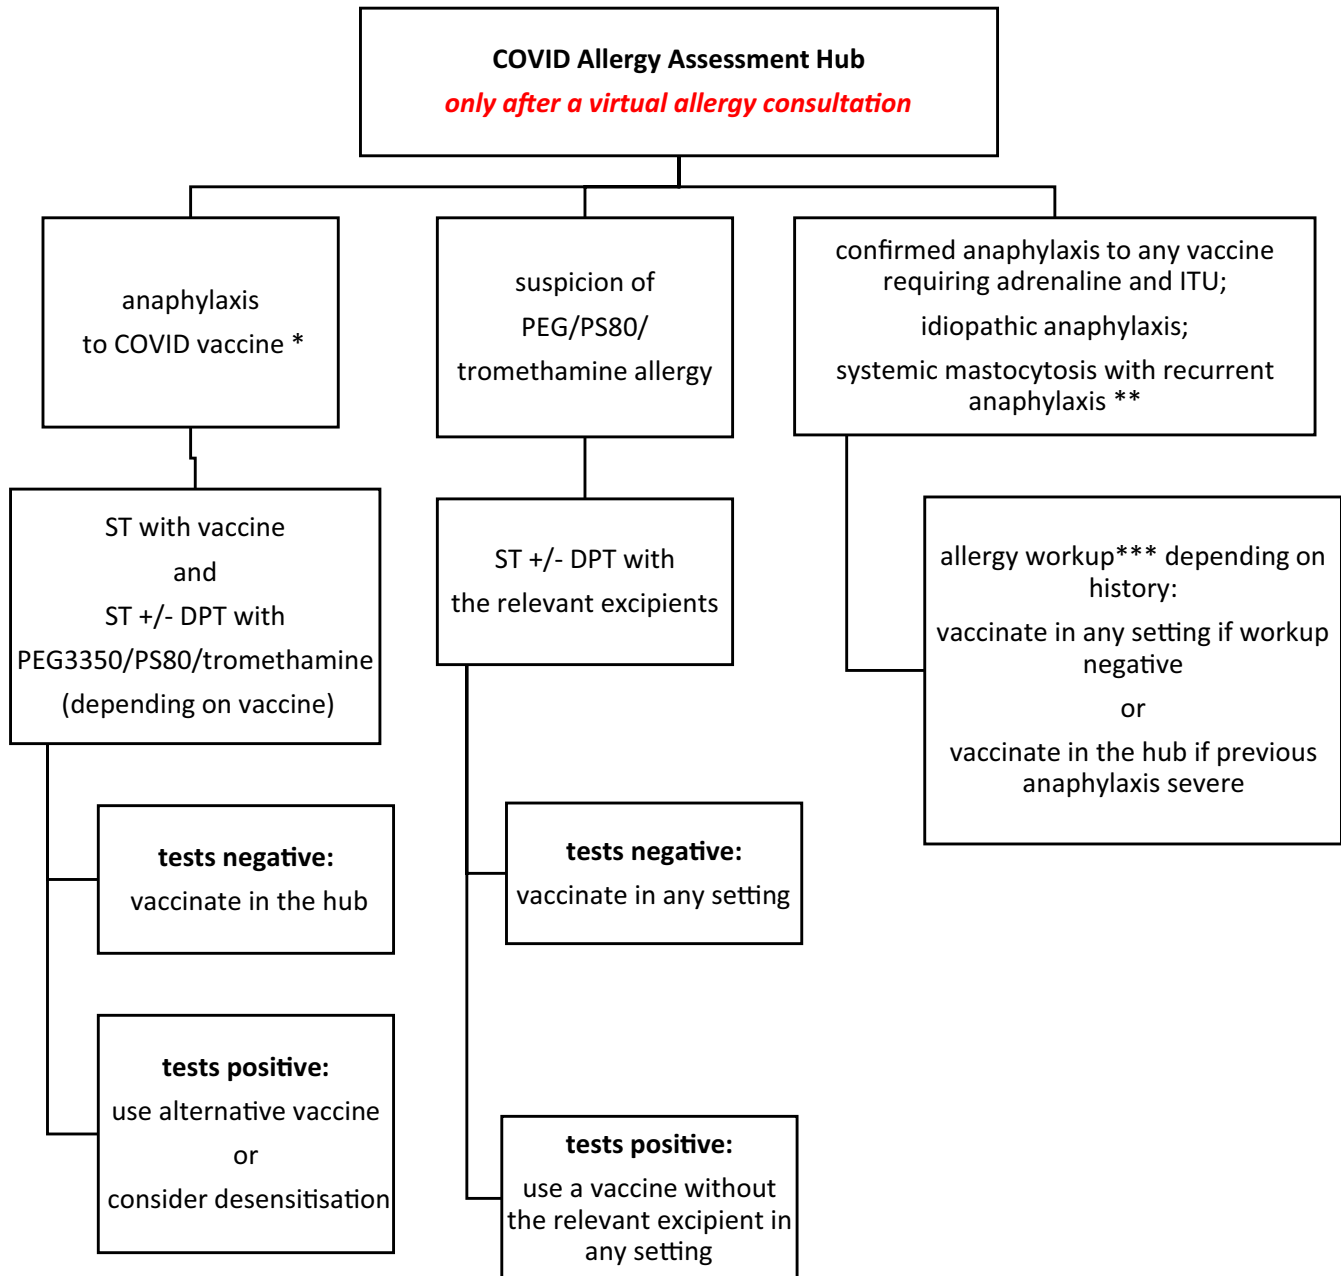 COVID Allergy Assessment Hub
only after a virtual allergy consultation
anaphylaxis
to COVID vaccine *
suspicion of
PEG/PS80/
tromethamine allergy
confirmed anaphylaxis to any vaccine
requiring adrenaline and ITU;
idiopathic anaphylaxis;
systemic mastocytosis with recurrent
anaphylaxis **
ST with vaccine
and
ST +/- DPT with
PEG3350/PS80/tromethamine
(depending on vaccine)
ST +/- DPT with
the relevant excipients
allergy workup*** depending on
history:
vaccinate in any setting if workup
negative
or
vaccinate in the hub if previous
anaphylaxis severe
tests negative:
vaccinate in the hub
tests negative:
vaccinate in any setting
tests positive:
use alternative vaccine
or
consider desensitisation
tests positive:
use a vaccine without
the relevant excipient in
any setting